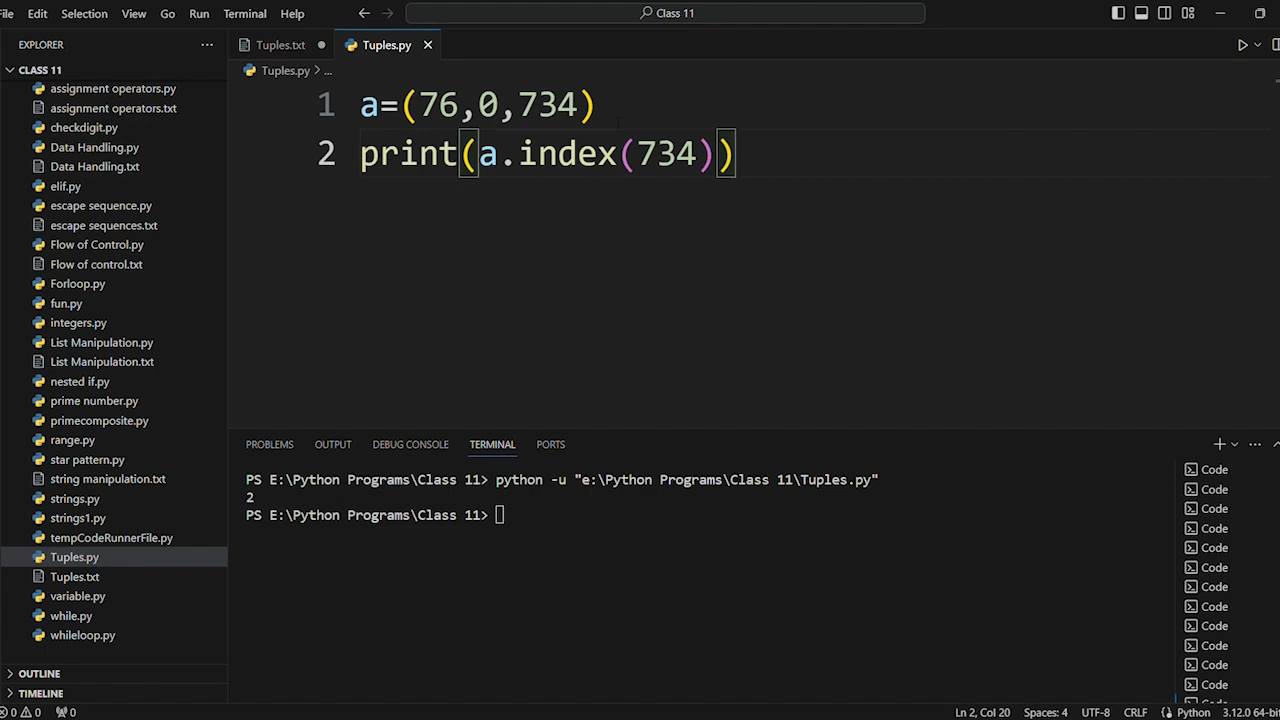 File Edit Selection View Go Run Terminal Help
Class 11
EXPLORER
Tuples.txt
Tuples.py
CLASS 11
Tuples.py > ...
assignment operators.py
assignment operators.txt
checkdigit.py
Data Handling.py
Data Handling.txt
elif.py
escape sequence.py
escape sequences.txt
Flow of Control.py
Flow of control.txt
Forloop.py
fun.py
integers.py
List Manipulation.py
List Manipulation.txt
nested if.py
prime number.py
primecomposite.py
range.py
star pattern.py
string manipulation.txt
strings.py
strings1.py
tempCodeRunnerFile.py
Tuples.py
Tuples.txt
variable.py
while.py
whileloop.py
OUTLINE
TIMELINE
1 a=(76,0,734)
2 print(a.index(734))
PROBLEMS OUTPUT DEBUG CONSOLE TERMINAL PORTS
PS E:\Python Programs\Class 11> python -u "e:\Python Programs\Class 11\Tuples.py"
2
PS E:\Python Programs\Class 11>
Code
Code
Code
Code
Code
Code
Code
Code
Code
Code
Code
Code
0 0 0
Ln 2, Col 20 Spaces: 4 UTF-8 CRLF Python 3.12.0 64-bit